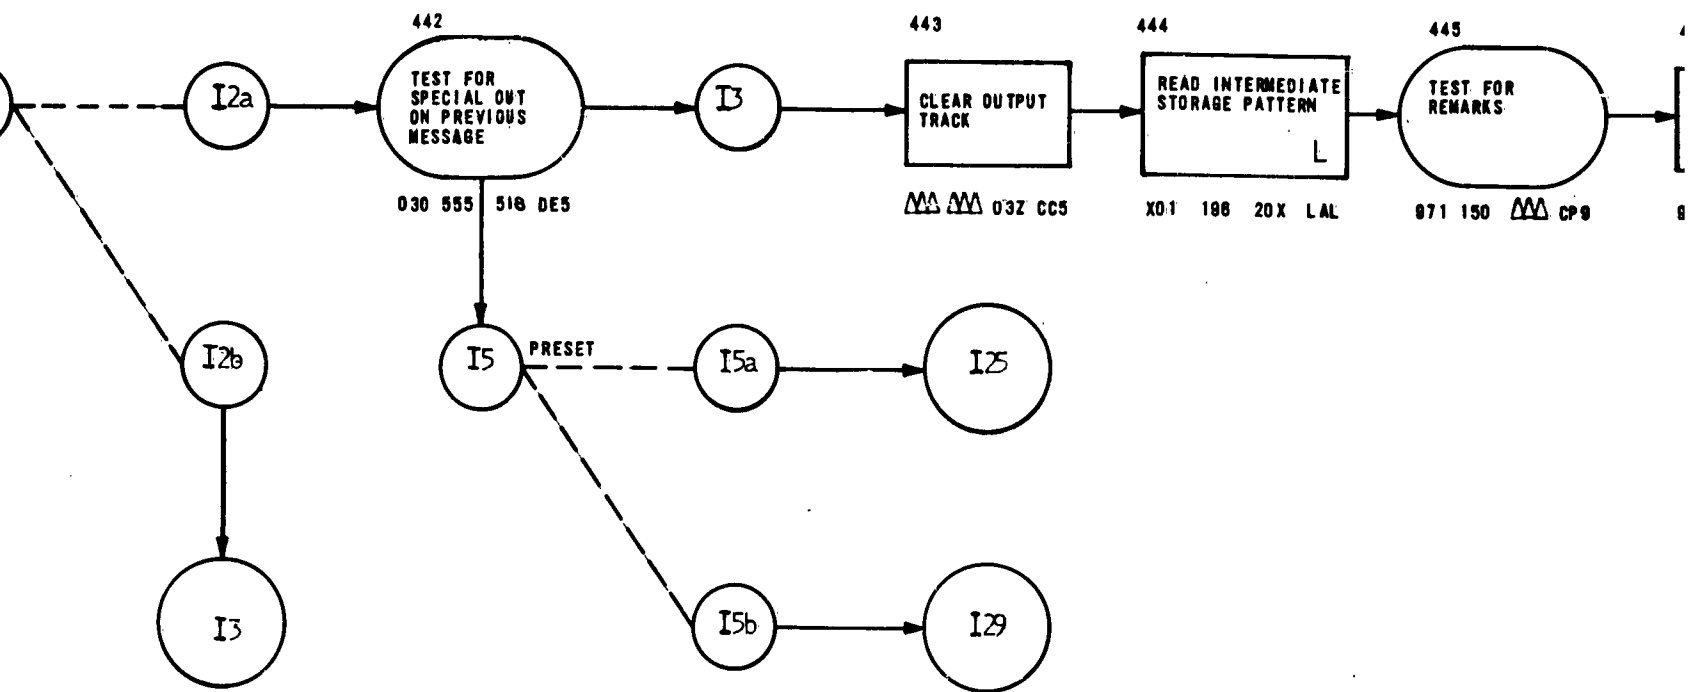 442
443
444
445
I2a
TEST FOR
SPECIAL OUT
ON PREVIOUS
MESSAGE
I3
CLEAR OUTPUT
TRACK
READ INTERMEDIATE
STORAGE PATTERN
L
TEST FOR
REMARKS
030 555 518 DE5
03Z CC5
X01 196 20X LAL
971 150 CP9
I2b
I5
PRESET
I5a
I25
I3
I5b
I29